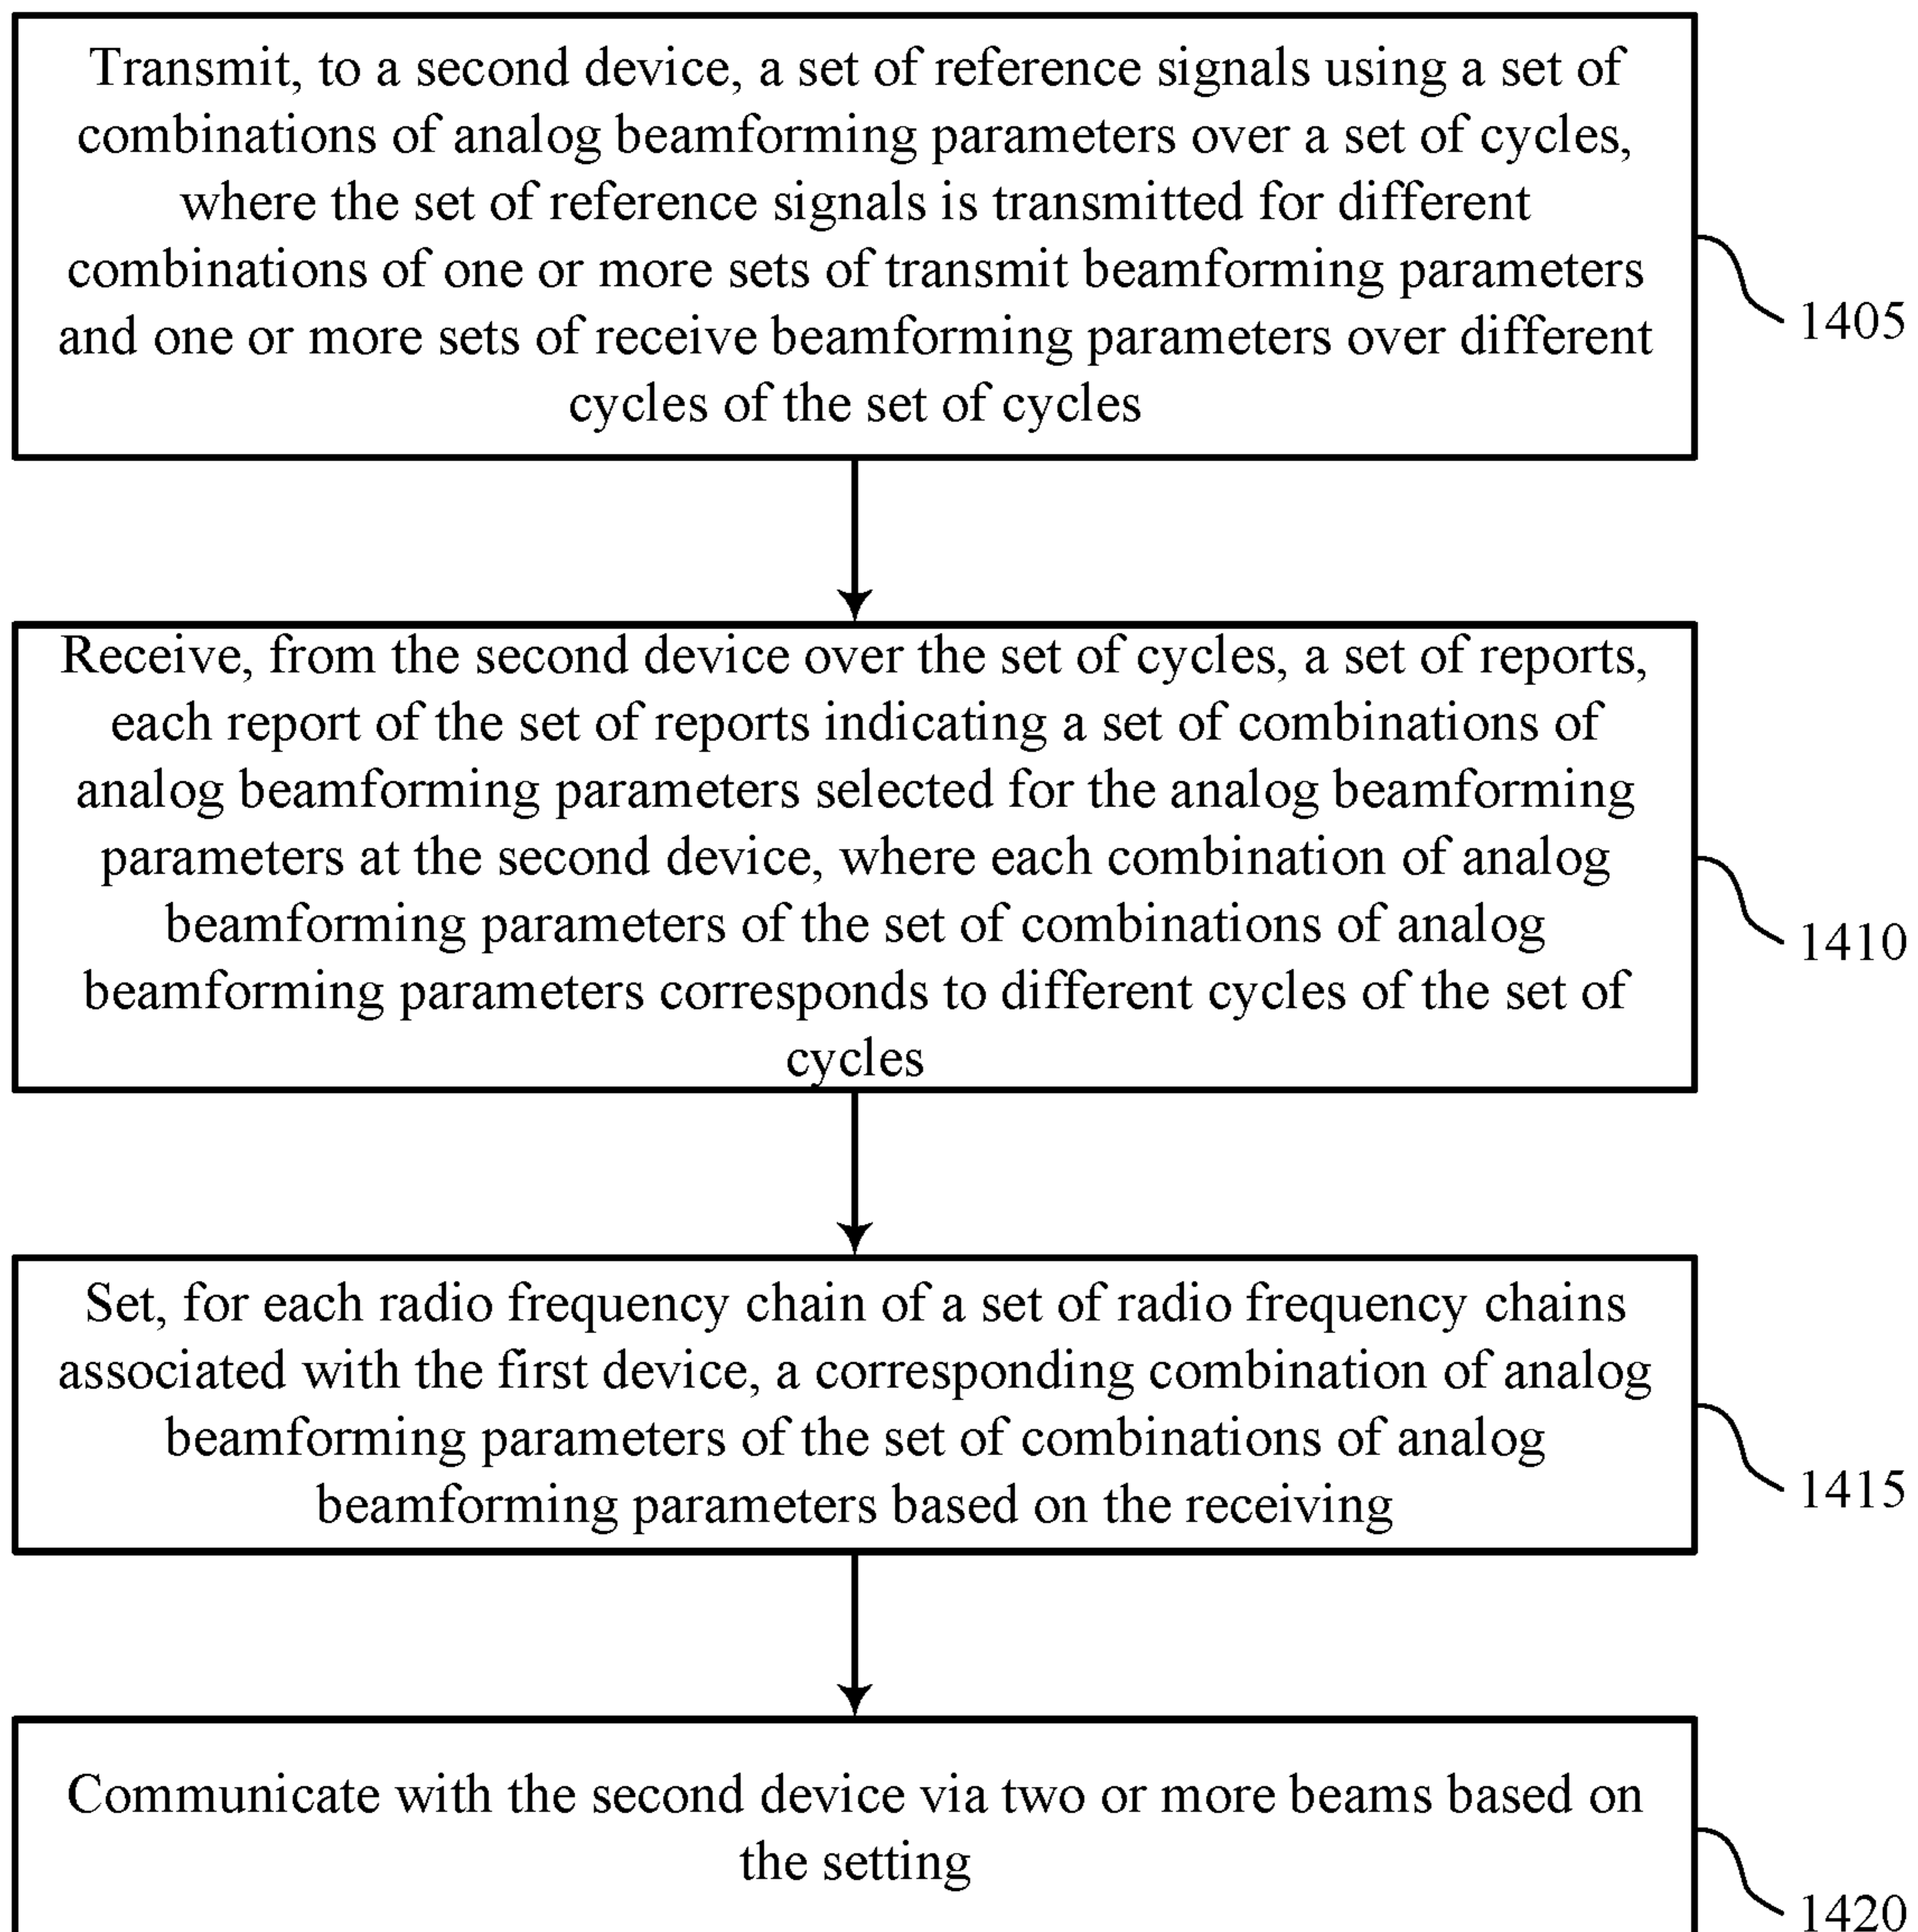 Transmit, to a second device, a set of reference signals using a set of
combinations of analog beamforming parameters over a set of cycles,
where the set of reference signals is transmitted for different
combinations of one or more sets of transmit beamforming parameters
and one or more sets of receive beamforming parameters over different
cycles of the set of cycles
1405
Receive, from the second device over the set of cycles, a set of reports,
each report of the set of reports indicating a set of combinations of
analog beamforming parameters selected for the analog beamforming
parameters at the second device, where each combination of analog
beamforming parameters of the set of combinations of analog
beamforming parameters corresponds to different cycles of the set of
cycles
1410
Set, for each radio frequency chain of a set of radio frequency chains
associated with the first device, a corresponding combination of analog
beamforming parameters of the set of combinations of analog
beamforming parameters based on the receiving
1415
Communicate with the second device via two or more beams based on
the setting
1420